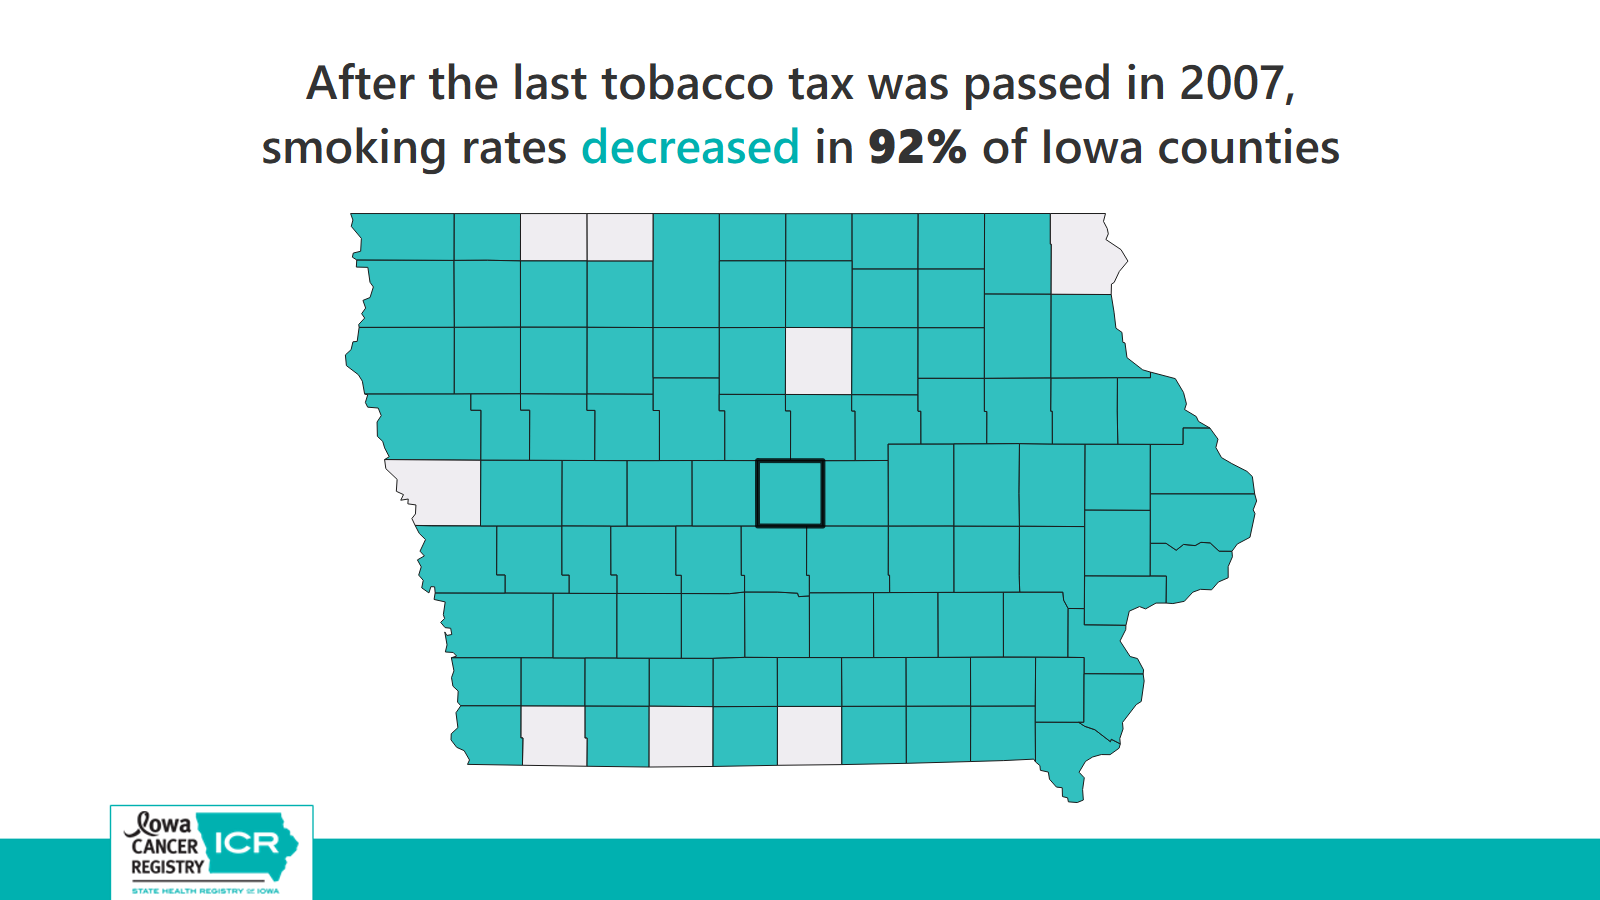 After the last tobacco tax was passed in 2007,
smoking rates decreased in 92% of Iowa counties
Iowa
CANCER
REGISTRY
ICR
STATE HEALTH REGISTRY OF IOWA